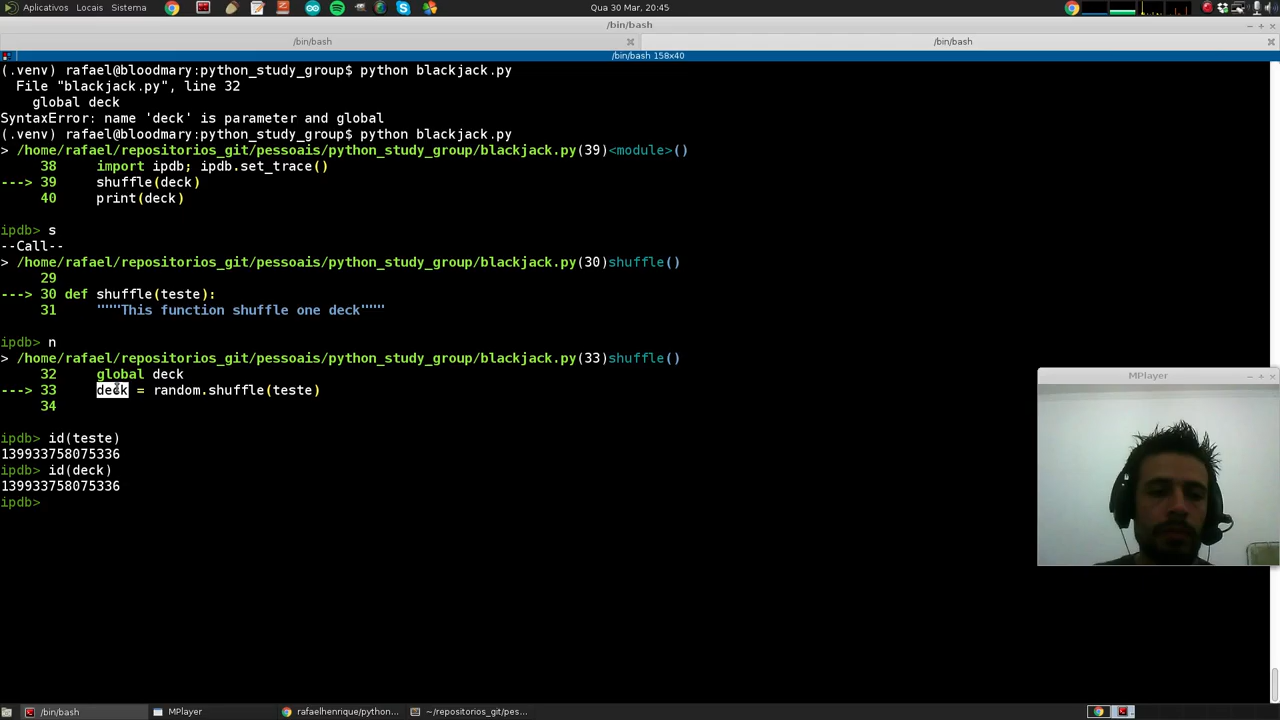 Aplicativos Locais Sistema Qua 30 Mar, 20:45
/bin/bash
/bin/bash /bin/bash
/bin/bash 158x40
(.venv) rafael@bloodmary:python_study_group$ python blackjack.py
File "blackjack.py", line 32
global deck
SyntaxError: name 'deck' is parameter and global
(.venv) rafael@bloodmary:python_study_group$ python blackjack.py
> /home/rafael/repositorios_git/pessoais/python_study_group/blackjack.py(39)<module>()
38 import ipdb; ipdb.set_trace()
---> 39 shuffle(deck)
40 print(deck)
ipdb> s
--Call--
> /home/rafael/repositorios_git/pessoais/python_study_group/blackjack.py(30)shuffle()
29
---> 30 def shuffle(teste):
31 """This function shuffle one deck"""
ipdb> n
> /home/rafael/repositorios_git/pessoais/python_study_group/blackjack.py(33)shuffle()
32 global deck
---> 33 deck = random.shuffle(teste)
34
ipdb> id(teste)
139933758075336
ipdb> id(deck)
139933758075336
ipdb>
MPlayer
/bin/bash MPlayer rafaelhenrique/python... ~/repositorios_git/pes...